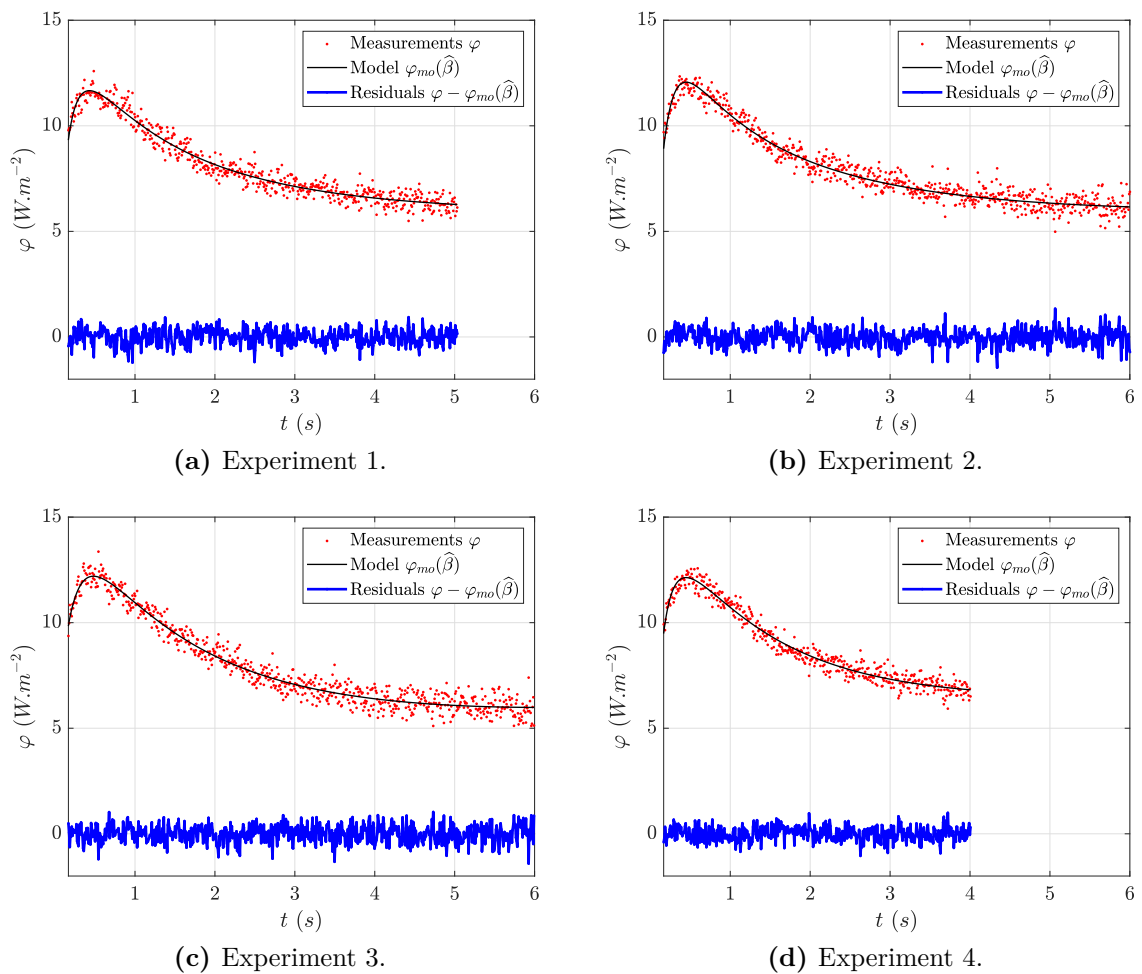 15
10
5
0
φ (W.m⁻²)
Measurements φ
Model φ_mo(β̂)
Residuals φ − φ_mo(β̂)
1 2 3 4 5 6
t (s)
(a) Experiment 1.
15
10
5
0
φ (W.m⁻²)
Measurements φ
Model φ_mo(β̂)
Residuals φ − φ_mo(β̂)
1 2 3 4 5 6
t (s)
(b) Experiment 2.
15
10
5
0
φ (W.m⁻²)
Measurements φ
Model φ_mo(β̂)
Residuals φ − φ_mo(β̂)
1 2 3 4 5 6
t (s)
(c) Experiment 3.
15
10
5
0
φ (W.m⁻²)
Measurements φ
Model φ_mo(β̂)
Residuals φ − φ_mo(β̂)
1 2 3 4 5 6
t (s)
(d) Experiment 4.